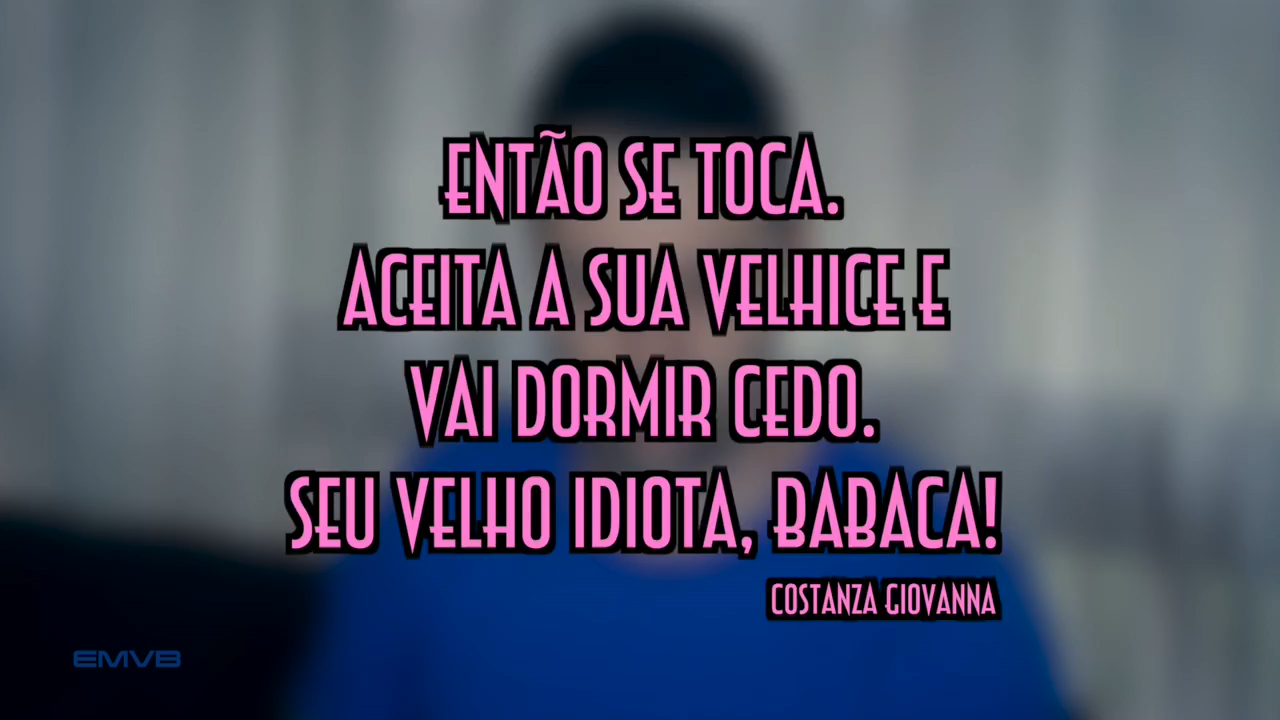 ENTÃO SE TOCA.
ACEITA A SUA VELHICE E
VAI DORMIR CEDO.
SEU VELHO IDIOTA, BABACA!
COSTANZA GIOVANNA
EMVB